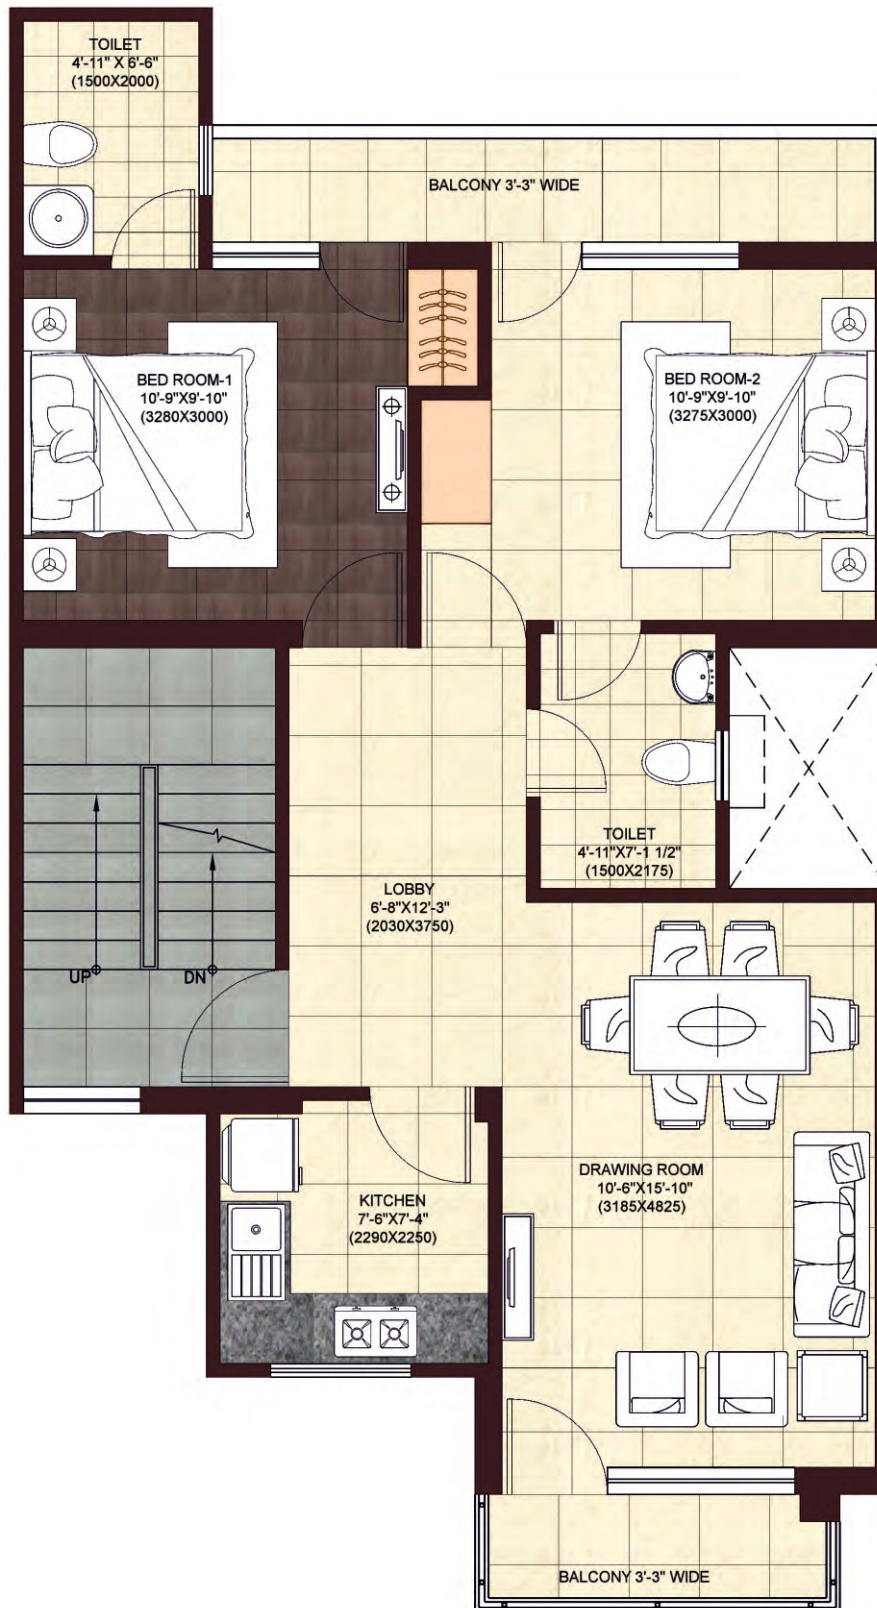 TOILET
4'-11" X 6'-6"
(1500X2000)
BALCONY 3'-3" WIDE
BED ROOM-1
10'-9"X9'-10"
(3280X3000)
BED ROOM-2
10'-9"X9'-10"
(3275X3000)
TOILET
4'-11"X7'-1 1/2"
(1500X2175)
LOBBY
6'-8"X12'-3"
(2030X3750)
UP
DN
DRAWING ROOM
10'-6"X15'-10"
(3185X4825)
KITCHEN
7'-6"X7'-4"
(2290X2250)
BALCONY 3'-3" WIDE